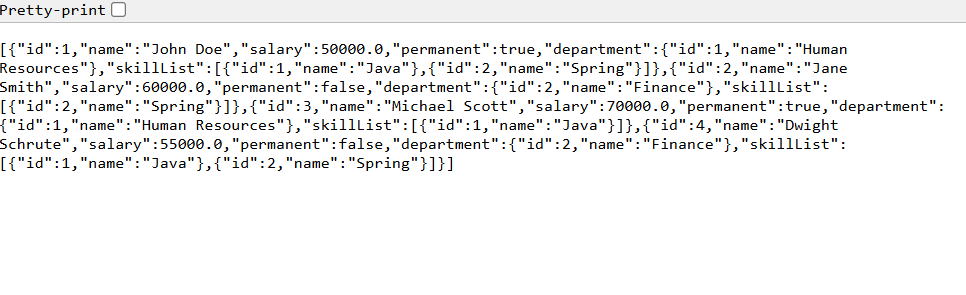 Pretty-print
[{"id":1,"name":"John Doe","salary":50000.0,"permanent":true,"department":{"id":1,"name":"Human
Resources"},"skillList":[{"id":1,"name":"Java"},{"id":2,"name":"Spring"}]},{"id":2,"name":"Jane
Smith","salary":60000.0,"permanent":false,"department":{"id":2,"name":"Finance"},"skillList":
[{"id":2,"name":"Spring"}]},{"id":3,"name":"Michael Scott","salary":70000.0,"permanent":true,"department":
{"id":1,"name":"Human Resources"},"skillList":[{"id":1,"name":"Java"}]},{"id":4,"name":"Dwight
Schrute","salary":55000.0,"permanent":false,"department":{"id":2,"name":"Finance"},"skillList":
[{"id":1,"name":"Java"},{"id":2,"name":"Spring"}]}]